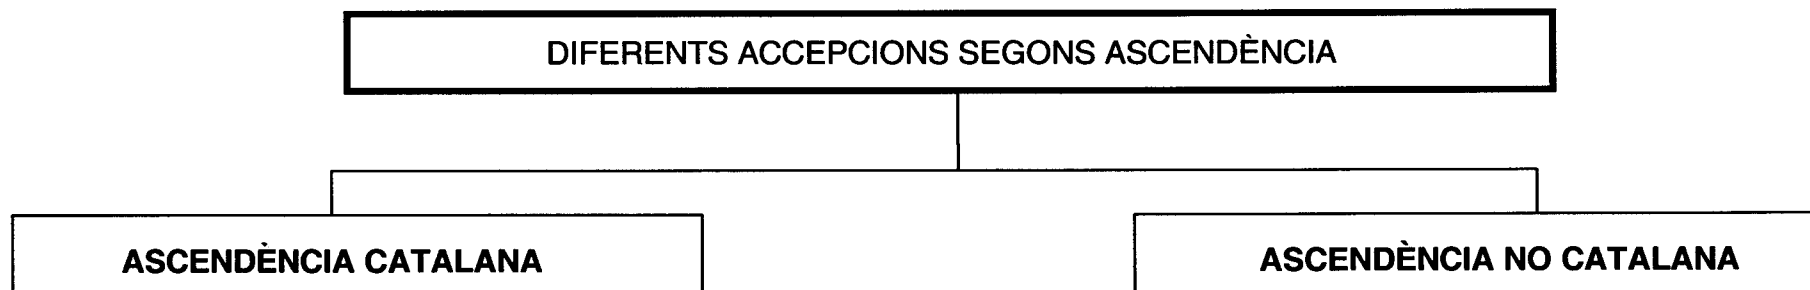 DIFERENTS ACCEPCIONS SEGONS ASCENDÈNCIA
ASCENDÈNCIA CATALANA
ASCENDÈNCIA NO CATALANA